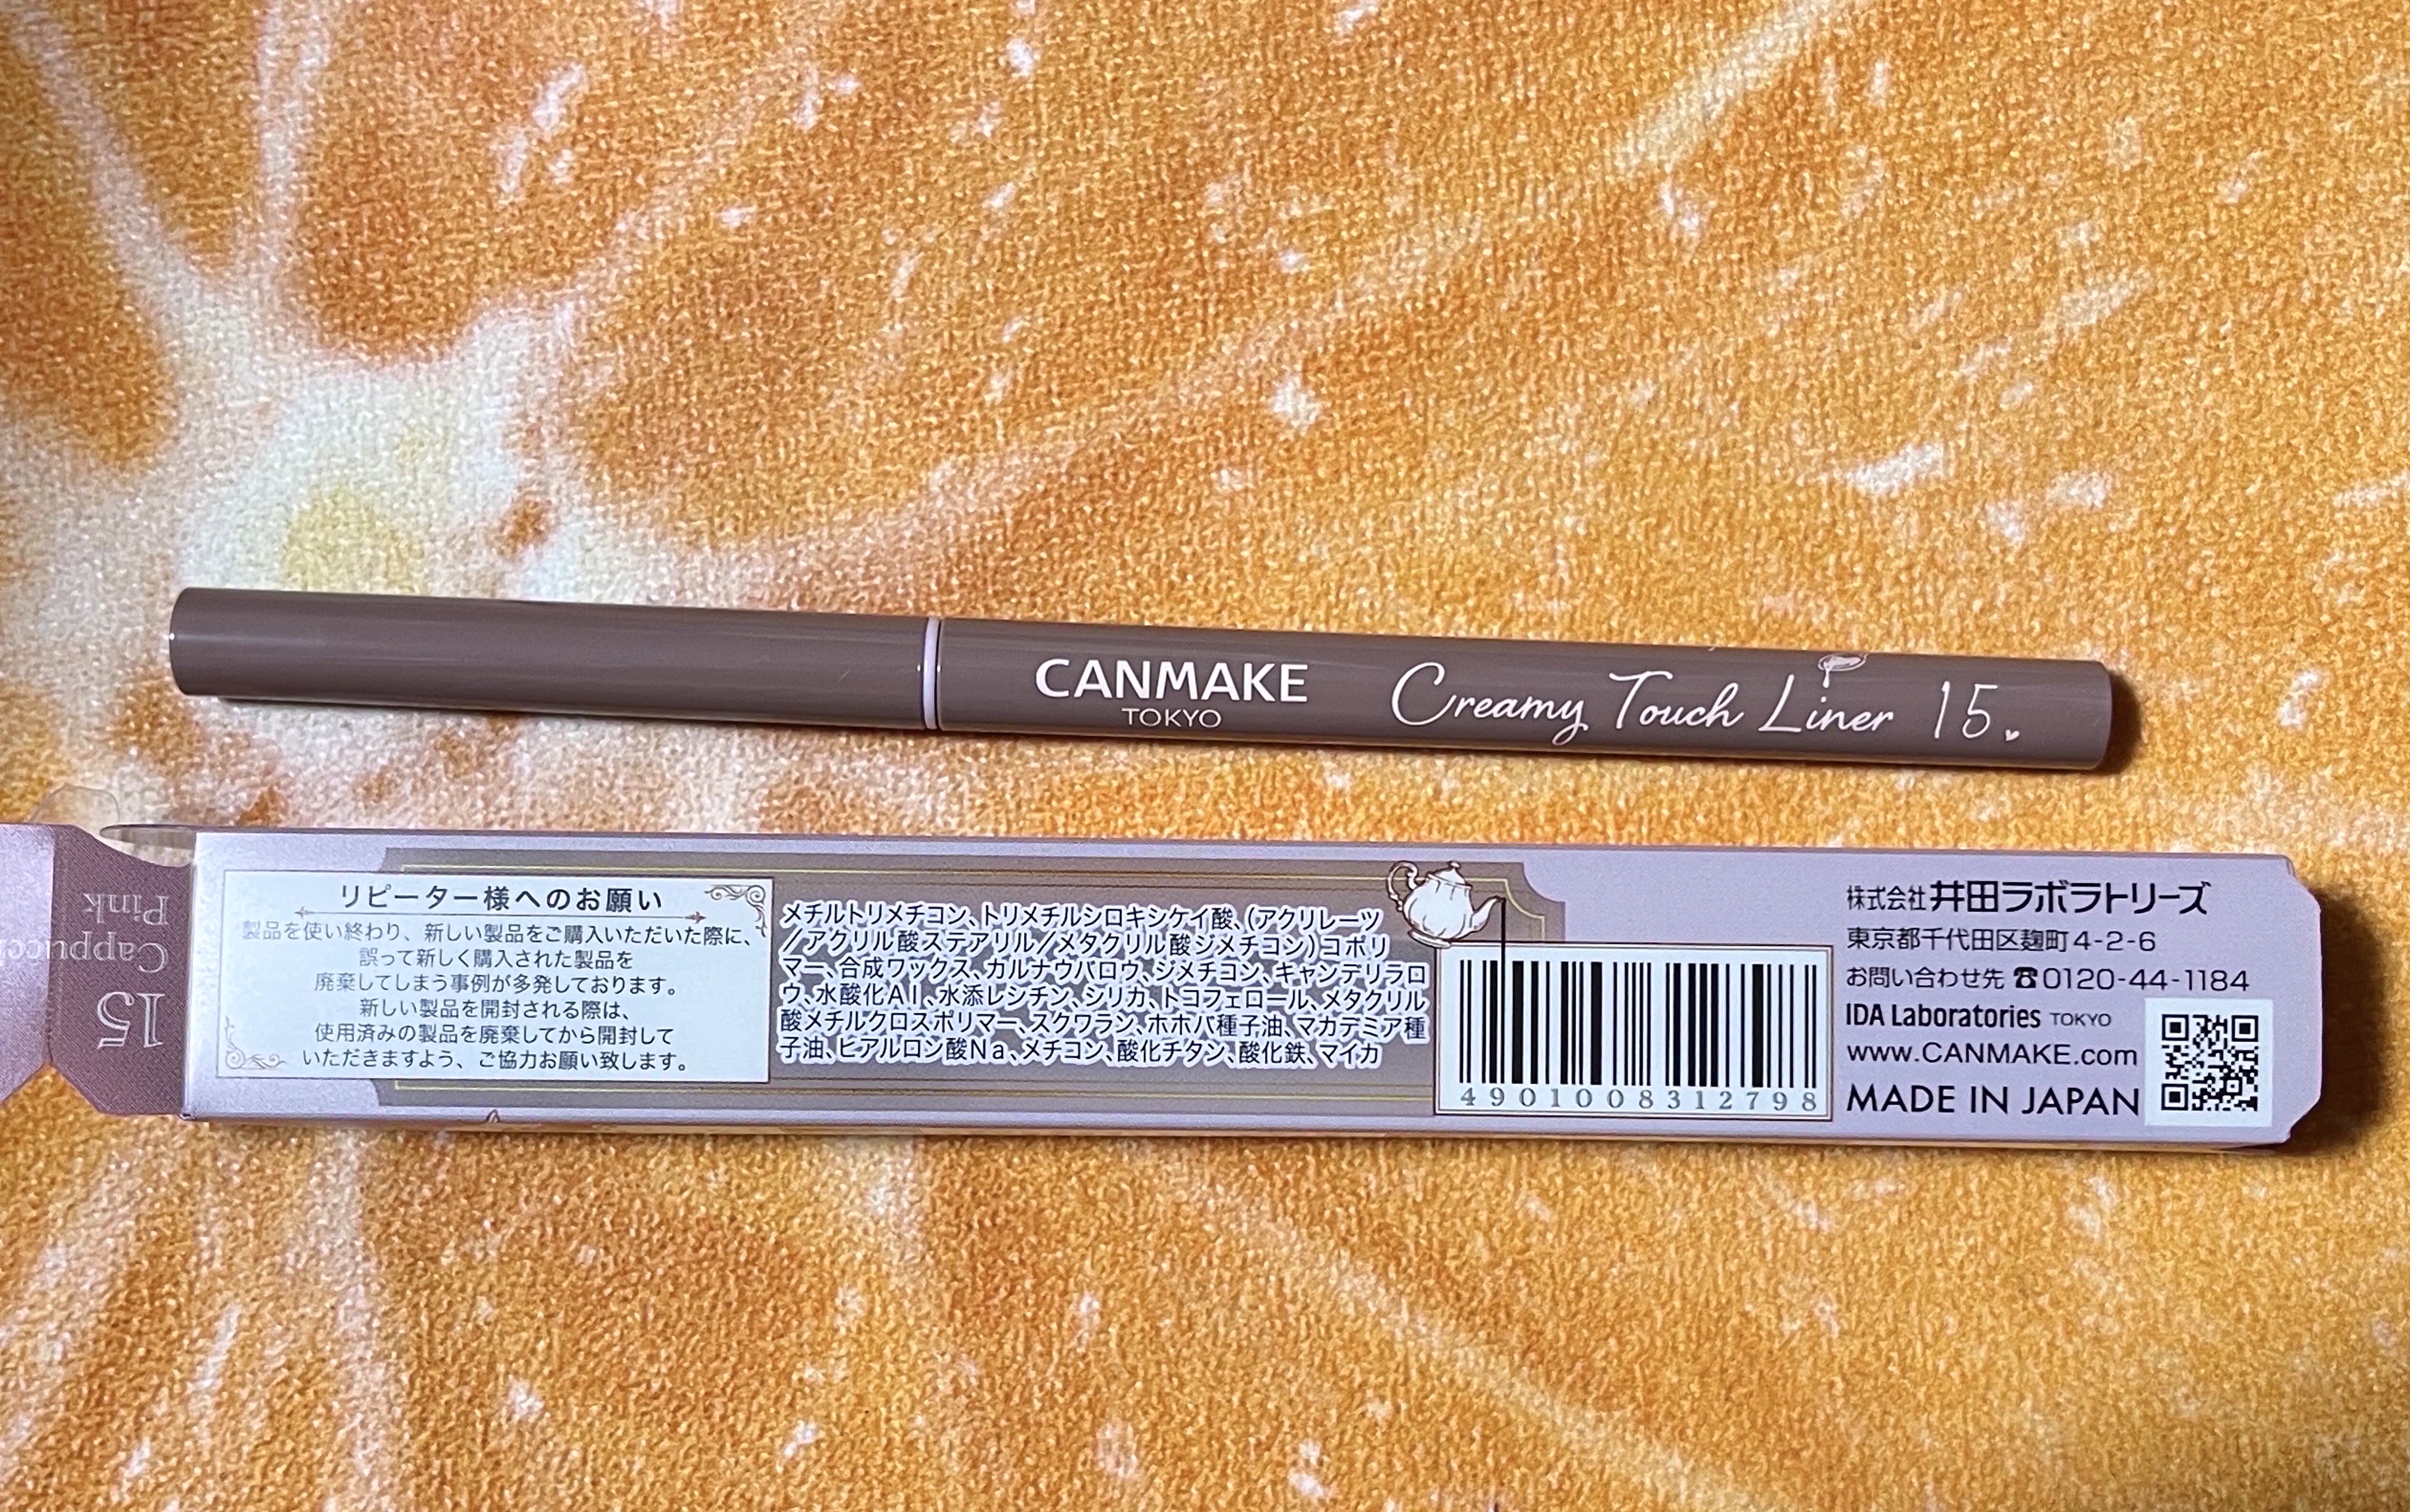 CANMAKE
TOKYO
Creamy Touch Liner 15
15
Pink
リピーター様へのお願い
製品を使い終わり、新しい製品をご購入いただいた際に、
誤って新しく購入された製品を
廃棄してしまう事例が多発しております。
新しい製品を開封される際は、
使用済みの製品を廃棄してから開封して
いただきますよう、ご協力お願い致します。
メチルトリメチコン、トリメチルシロキシケイ酸、(アクリレーツ
/アクリル酸ステアリル/メタクリル酸ジメチコン)コポリ
マー、合成ワックス、カルナウバロウ、ジメチコン、キャンデリラロ
ウ、水酸化Al、水添レシチン、シリカ、トコフェロール、メタクリル
酸メチルクロスポリマー、スクワラン、ホホバ種子油、マカデミア種
子油、ヒアルロン酸Na、メチコン、酸化チタン、酸化鉄、マイカ
4901008312798
株式会社井田ラボラトリーズ
東京都千代田区麹町4-2-6
お問い合わせ先 ☎0120-44-1184
IDA Laboratories TOKYO
www.CANMAKE.com
MADE IN JAPAN